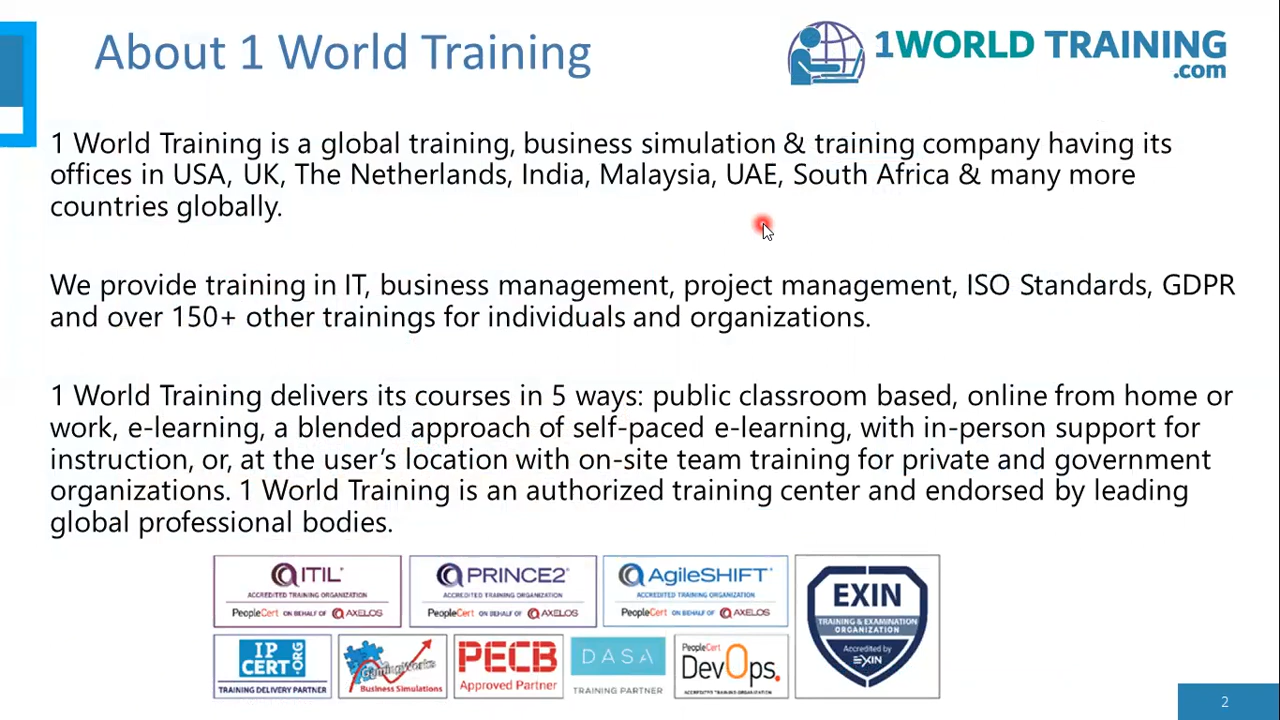 About 1 World Training
1WORLD TRAINING
.com
1 World Training is a global training, business simulation & training company having its
offices in USA, UK, The Netherlands, India, Malaysia, UAE, South Africa & many more
countries globally.
We provide training in IT, business management, project management, ISO Standards, GDPR
and over 150+ other trainings for individuals and organizations.
1 World Training delivers its courses in 5 ways: public classroom based, online from home or
work, e-learning, a blended approach of self-paced e-learning, with in-person support for
instruction, or, at the user’s location with on-site team training for private and government
organizations. 1 World Training is an authorized training center and endorsed by leading
global professional bodies.
ITIL®
ACCREDITED TRAINING ORGANIZATION
PeopleCert ON BEHALF OF AXELOS
PRINCE2®
ACCREDITED TRAINING ORGANIZATION
PeopleCert ON BEHALF OF AXELOS
AgileSHIFT®
ACCREDITED TRAINING ORGANIZATION
PeopleCert ON BEHALF OF AXELOS
EXIN
TRAINING & EXAMINATION
ORGANIZATION
Accredited by
EXIN
IP
CERT.ORG
TRAINING DELIVERY PARTNER
GamingWorks
Business Simulations
PECB
Approved Partner
DASA
TRAINING PARTNER
PeopleCert
DevOps.
ACCREDITED TRAINING ORGANIZATION
2